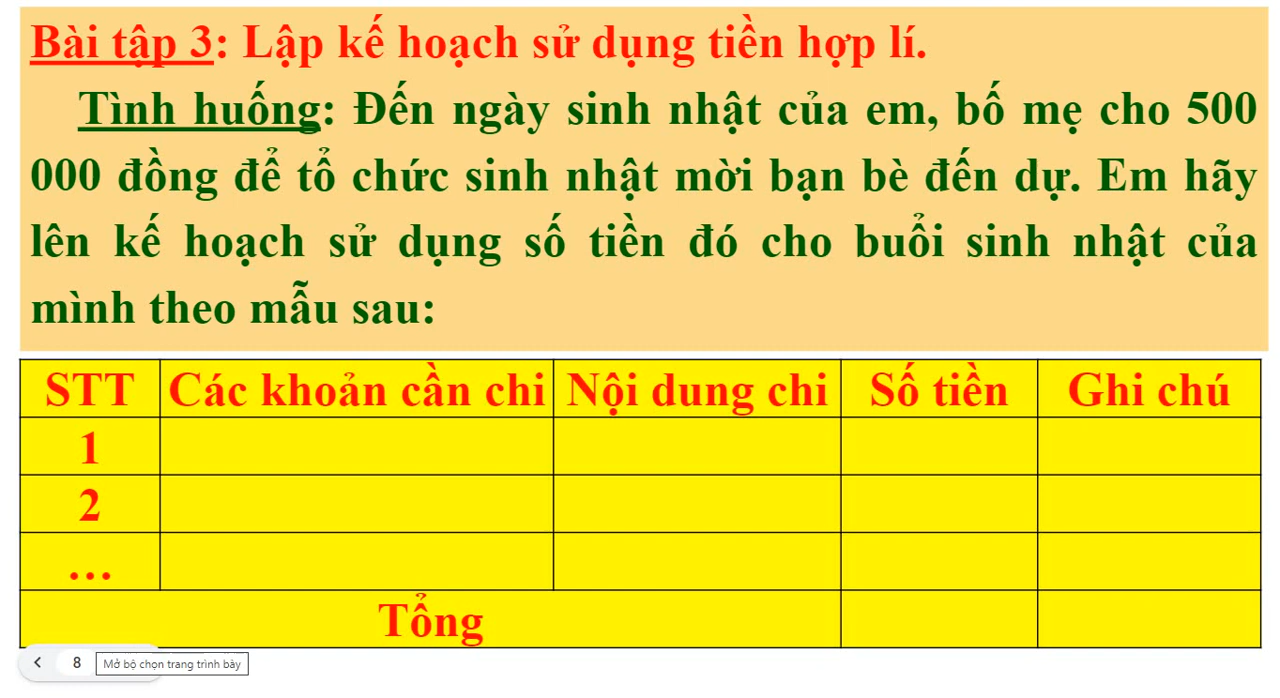 Bài tập 3: Lập kế hoạch sử dụng tiền hợp lí.
Tình huống: Đến ngày sinh nhật của em, bố mẹ cho 500
000 đồng để tổ chức sinh nhật mời bạn bè đến dự. Em hãy
lên kế hoạch sử dụng số tiền đó cho buổi sinh nhật của
mình theo mẫu sau:
STT Các khoản cần chi Nội dung chi Số tiền Ghi chú
1
2
...
Tổng
8 Mở bộ chọn trang trình bày